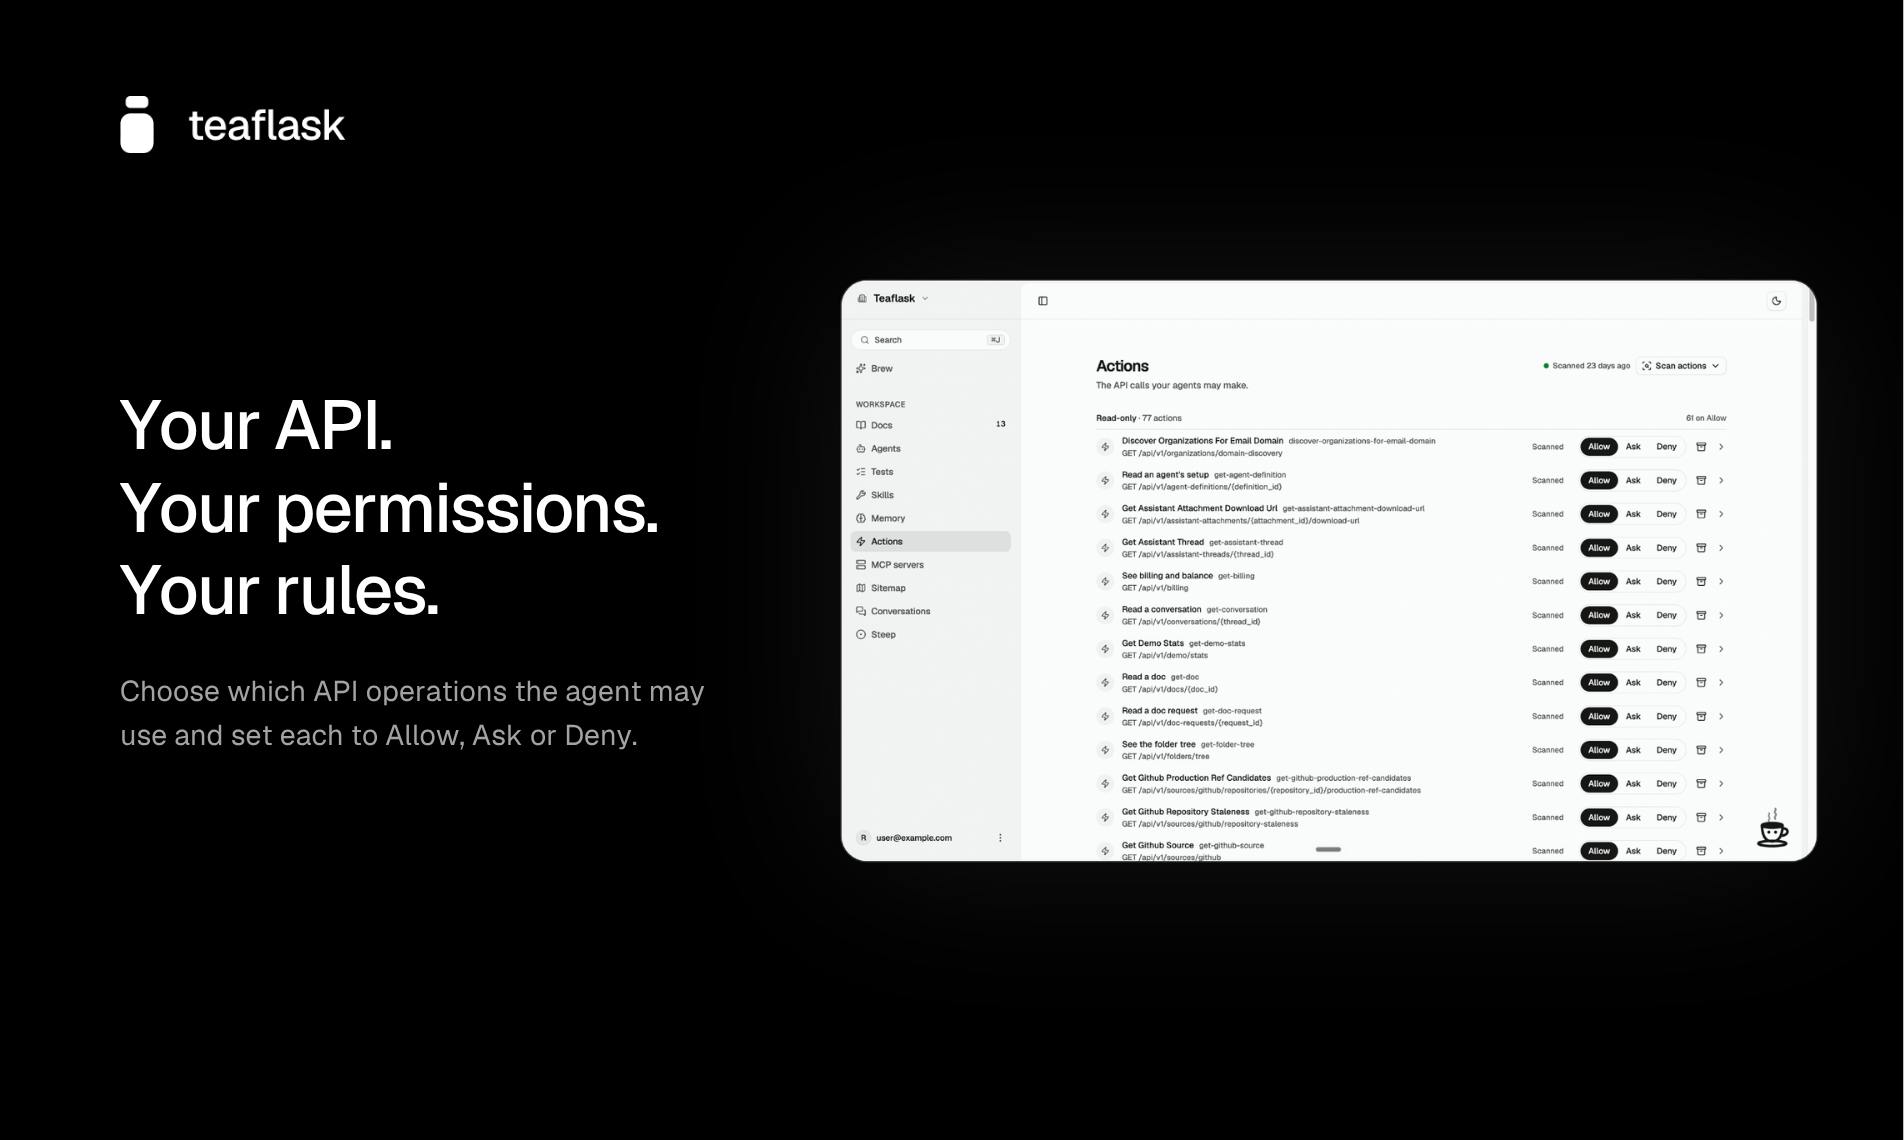 teaflask
Your API.
Your permissions.
Your rules.
Choose which API operations the agent may
use and set each to Allow, Ask or Deny.
Teaflask
Search ⌘J
Brew
WORKSPACE
Docs 13
Agents
Tests
Skills
Memory
Actions
MCP servers
Sitemap
Conversations
Steep
R user@example.com
Actions
Scanned 23 days ago Scan actions
The API calls your agents may make.
Read-only · 77 actions 61 on Allow
Discover Organizations For Email Domain discover-organizations-for-email-domain
GET /api/v1/organizations/domain-discovery
Scanned Allow Ask Deny
Read an agent's setup get-agent-definition
GET /api/v1/agent-definitions/{definition_id}
Scanned Allow Ask Deny
Get Assistant Attachment Download Url get-assistant-attachment-download-url
GET /api/v1/assistant-attachments/{attachment_id}/download-url
Scanned Allow Ask Deny
Get Assistant Thread get-assistant-thread
GET /api/v1/assistant-threads/{thread_id}
Scanned Allow Ask Deny
See billing and balance get-billing
GET /api/v1/billing
Scanned Allow Ask Deny
Read a conversation get-conversation
GET /api/v1/conversations/{thread_id}
Scanned Allow Ask Deny
Get Demo Stats get-demo-stats
GET /api/v1/demo/stats
Scanned Allow Ask Deny
Read a doc get-doc
GET /api/v1/docs/{doc_id}
Scanned Allow Ask Deny
Read a doc request get-doc-request
GET /api/v1/doc-requests/{request_id}
Scanned Allow Ask Deny
See the folder tree get-folder-tree
GET /api/v1/folders/tree
Scanned Allow Ask Deny
Get Github Production Ref Candidates get-github-production-ref-candidates
GET /api/v1/sources/github/repositories/{repository_id}/production-ref-candidates
Scanned Allow Ask Deny
Get Github Repository Staleness get-github-repository-staleness
GET /api/v1/sources/github/repository-staleness
Scanned Allow Ask Deny
Get Github Source get-github-source
GET /api/v1/sources/github
Scanned Allow Ask Deny